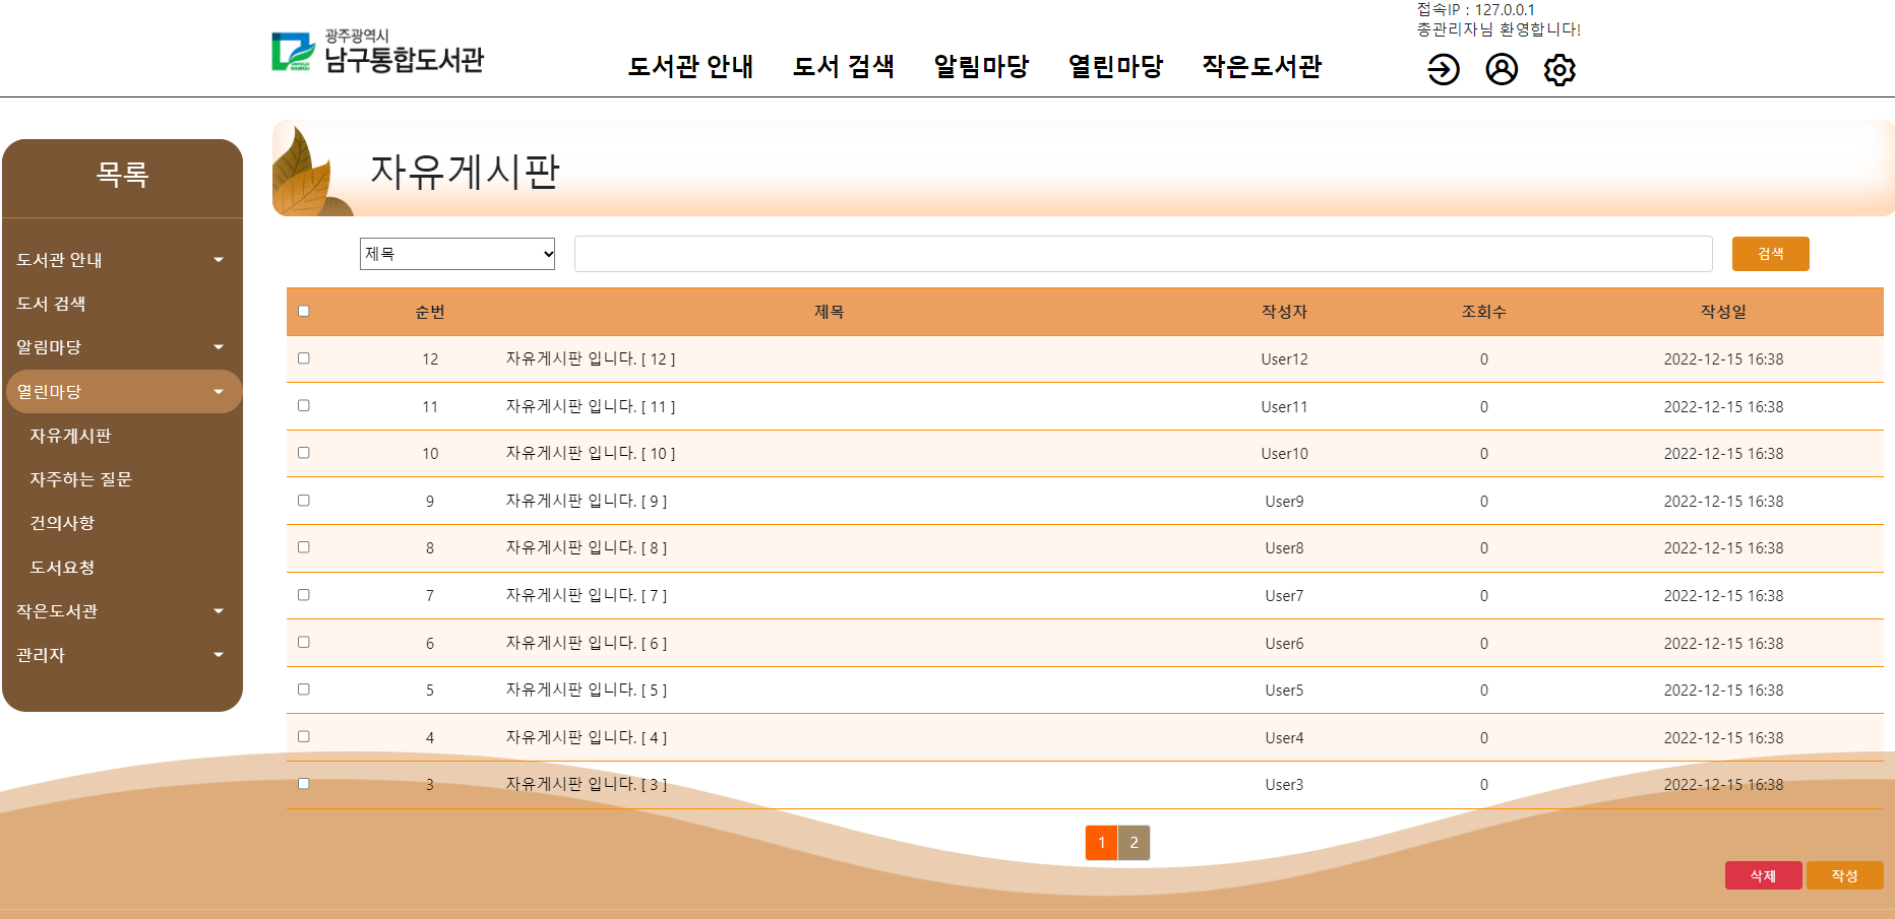 접속IP : 127.0.0.1
총관리자님 환영합니다!
광주광역시
남구통합도서관
도서관 안내 도서 검색 알림마당 열린마당 작은도서관
목록
도서관 안내
도서 검색
알림마당
열린마당
자유게시판
자주하는 질문
건의사항
도서요청
작은도서관
관리자
자유게시판
제목 검색
순번 제목 작성자 조회수 작성일
12 자유게시판 입니다. [ 12 ] User12 0 2022-12-15 16:38
11 자유게시판 입니다. [ 11 ] User11 0 2022-12-15 16:38
10 자유게시판 입니다. [ 10 ] User10 0 2022-12-15 16:38
9 자유게시판 입니다. [ 9 ] User9 0 2022-12-15 16:38
8 자유게시판 입니다. [ 8 ] User8 0 2022-12-15 16:38
7 자유게시판 입니다. [ 7 ] User7 0 2022-12-15 16:38
6 자유게시판 입니다. [ 6 ] User6 0 2022-12-15 16:38
5 자유게시판 입니다. [ 5 ] User5 0 2022-12-15 16:38
4 자유게시판 입니다. [ 4 ] User4 0 2022-12-15 16:38
3 자유게시판 입니다. [ 3 ] User3 0 2022-12-15 16:38
1 2
삭제 작성